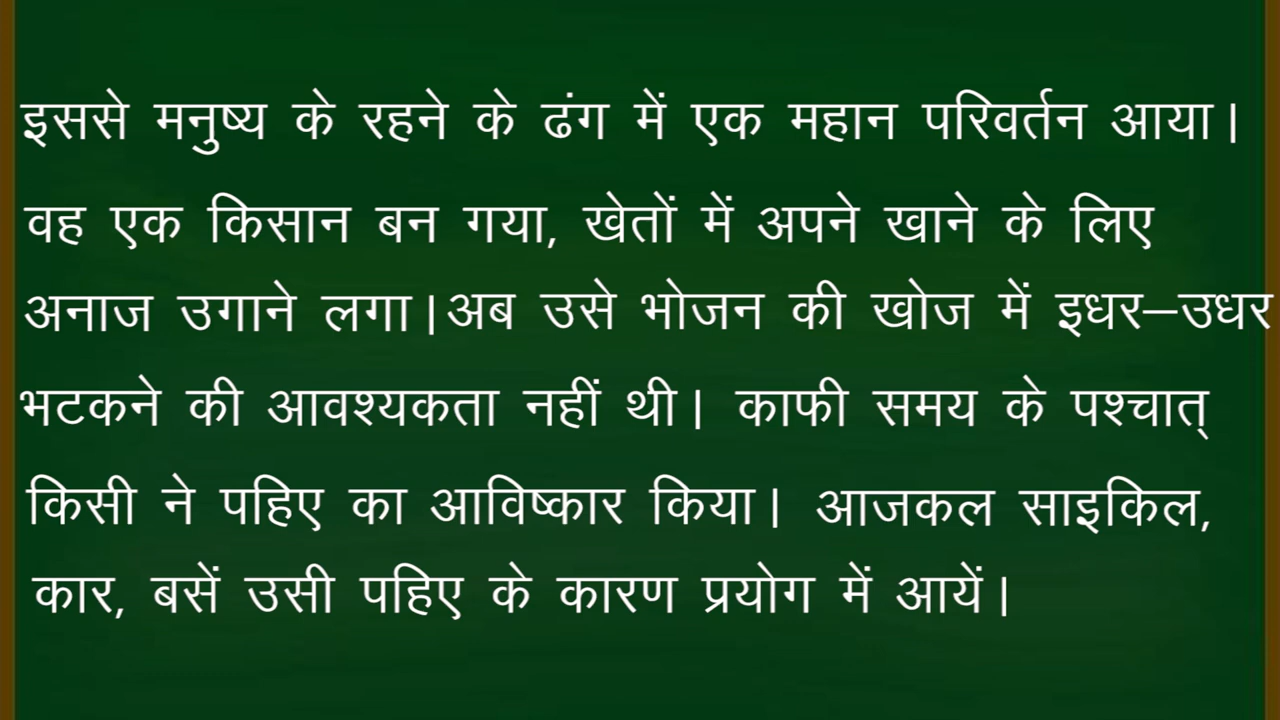 इससे मनुष्य के रहने के ढंग में एक महान परिवर्तन आया।
वह एक किसान बन गया, खेतों में अपने खाने के लिए
अनाज उगाने लगा।अब उसे भोजन की खोज में इधर–उधर
भटकने की आवश्यकता नहीं थी। काफी समय के पश्चात्
किसी ने पहिए का आविष्कार किया। आजकल साइकिल,
कार, बसें उसी पहिए के कारण प्रयोग में आयें।